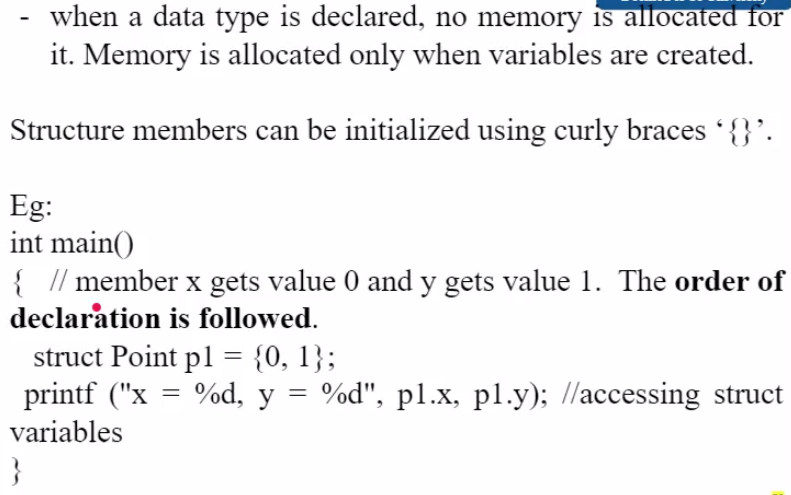 - when a data type is declared, no memory is allocated for
it. Memory is allocated only when variables are created.
Structure members can be initialized using curly braces ‘{}’.
Eg:
int main()
{ // member x gets value 0 and y gets value 1. The order of
declaration is followed.
struct Point p1 = {0, 1};
printf ("x = %d, y = %d", p1.x, p1.y); //accessing struct
variables
}